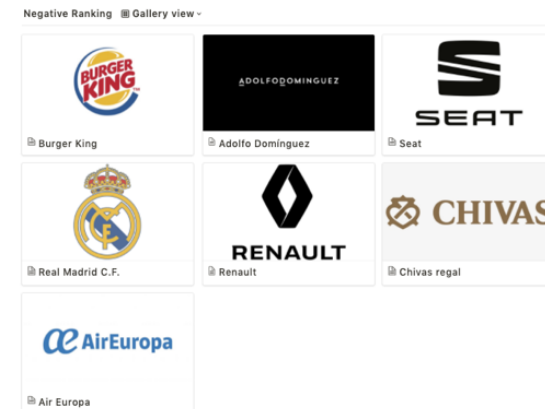 Negative Ranking Gallery view
BURGER
KING™
ADOLFODOMINGUEZ
SEAT
Burger King
Adolfo Domínguez
Seat
RENAULT
CHIVAS
Real Madrid C.F.
Renault
Chivas regal
æ AirEuropa
Air Europa